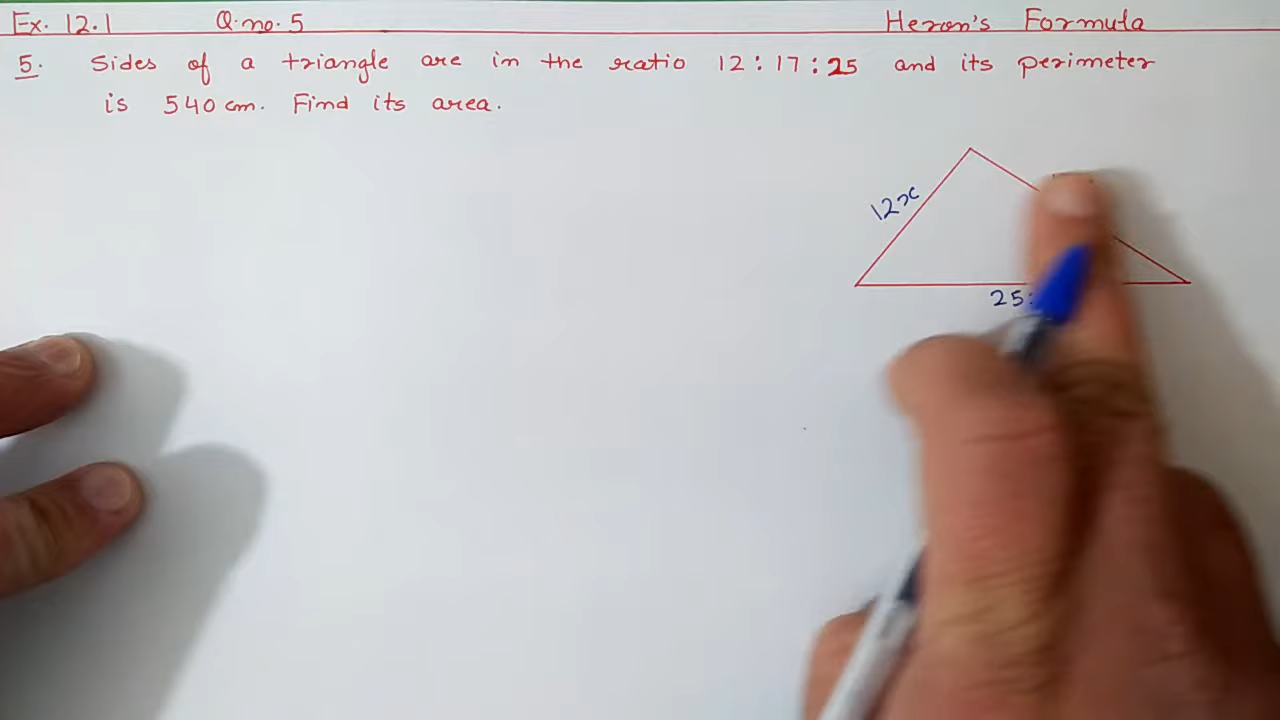 Ex. 12.1 Q.no.5 Heron's Formula
5. Sides of a triangle are in the ratio 12:17:25 and its perimeter
is 540 cm. Find its area.
12x
25